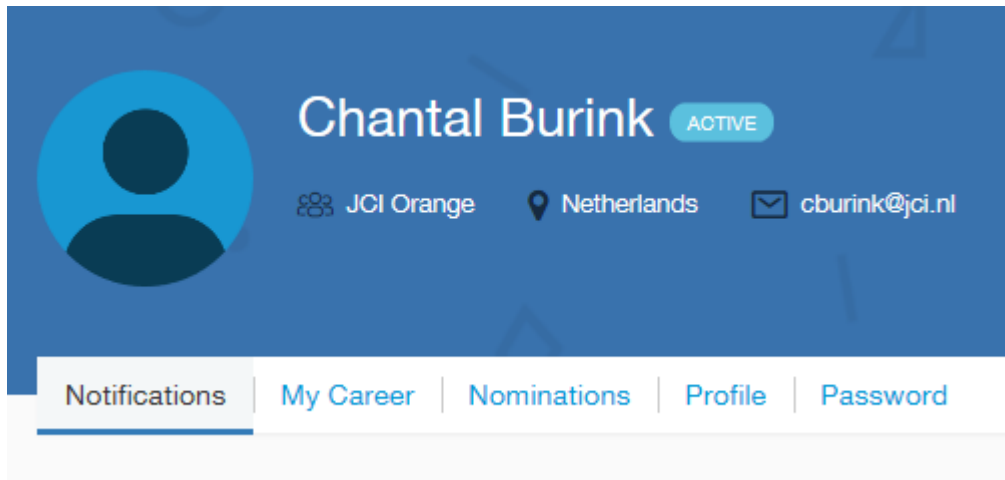 Chantal Burink ACTIVE
JCI Orange Netherlands cburink@jci.nl
Notifications My Career Nominations Profile Password